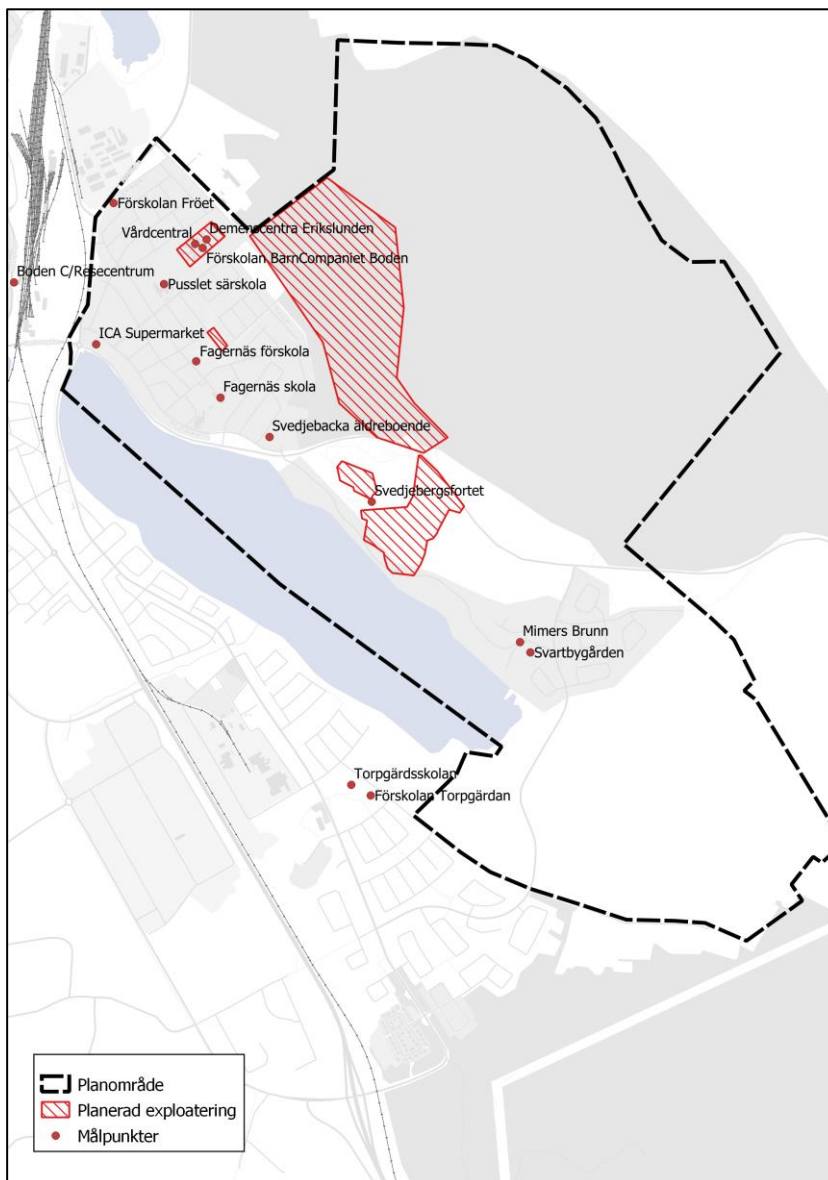 Förskolan Fröet
Demenscentra Erikslunden
Vårdcentral
Förskolan BarnCompaniet Boden
Boden C/Resecentrum
Pusslet särskola
ICA Supermarket
Fagernäs förskola
Fagernäs skola
Svedjebacka äldreboende
Svedjebergsfortet
Mimers Brunn
Svartbygården
Torpgärdsskolan
Förskolan Torpgärdan
Planområde
Planerad exploatering
Målpunkter